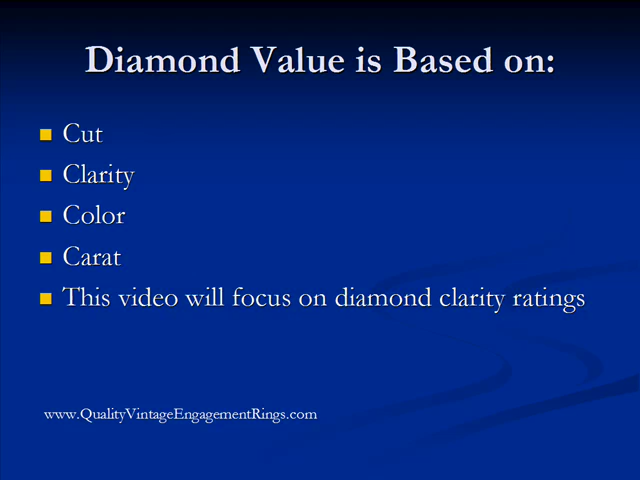 Diamond Value is Based on:
Cut
Clarity
Color
Carat
This video will focus on diamond clarity ratings
www.QualityVintageEngagementRings.com